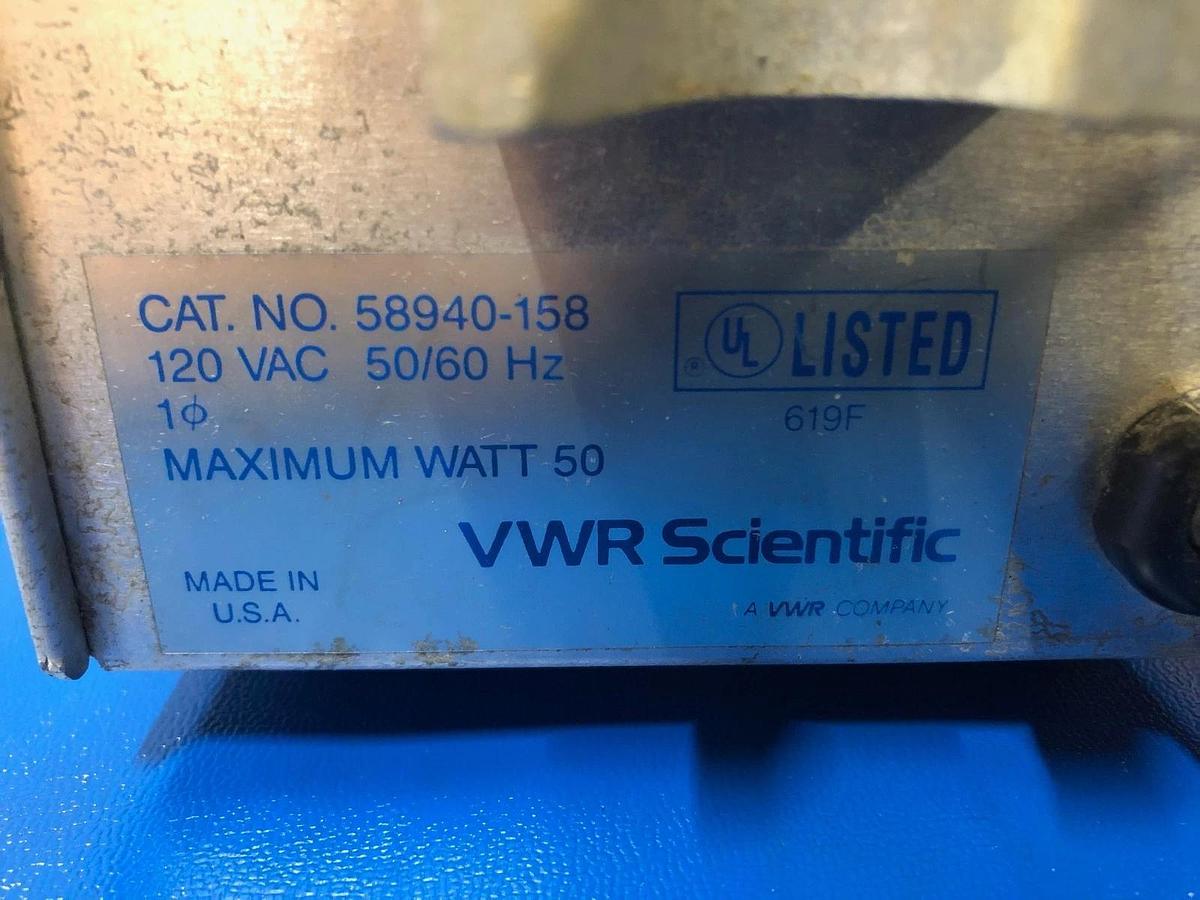 CAT. NO. 58940-158
120 VAC 50/60 Hz
1ϕ
MAXIMUM WATT 50
® UL LISTED
619F
VWR Scientific
A VWR COMPANY
MADE IN
U.S.A.